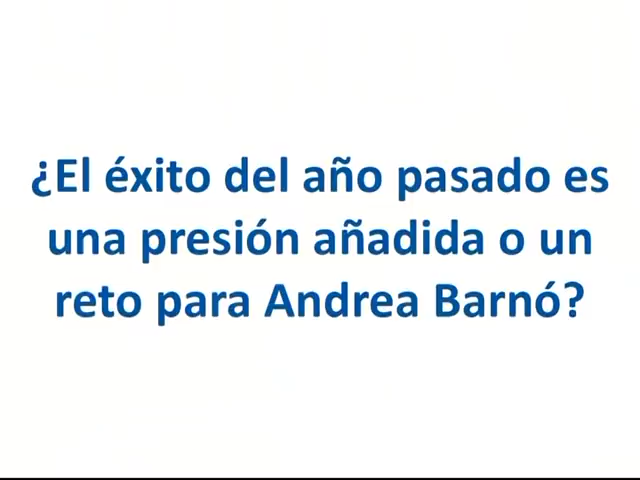 ¿El éxito del año pasado es
una presión añadida o un
reto para Andrea Barnó?